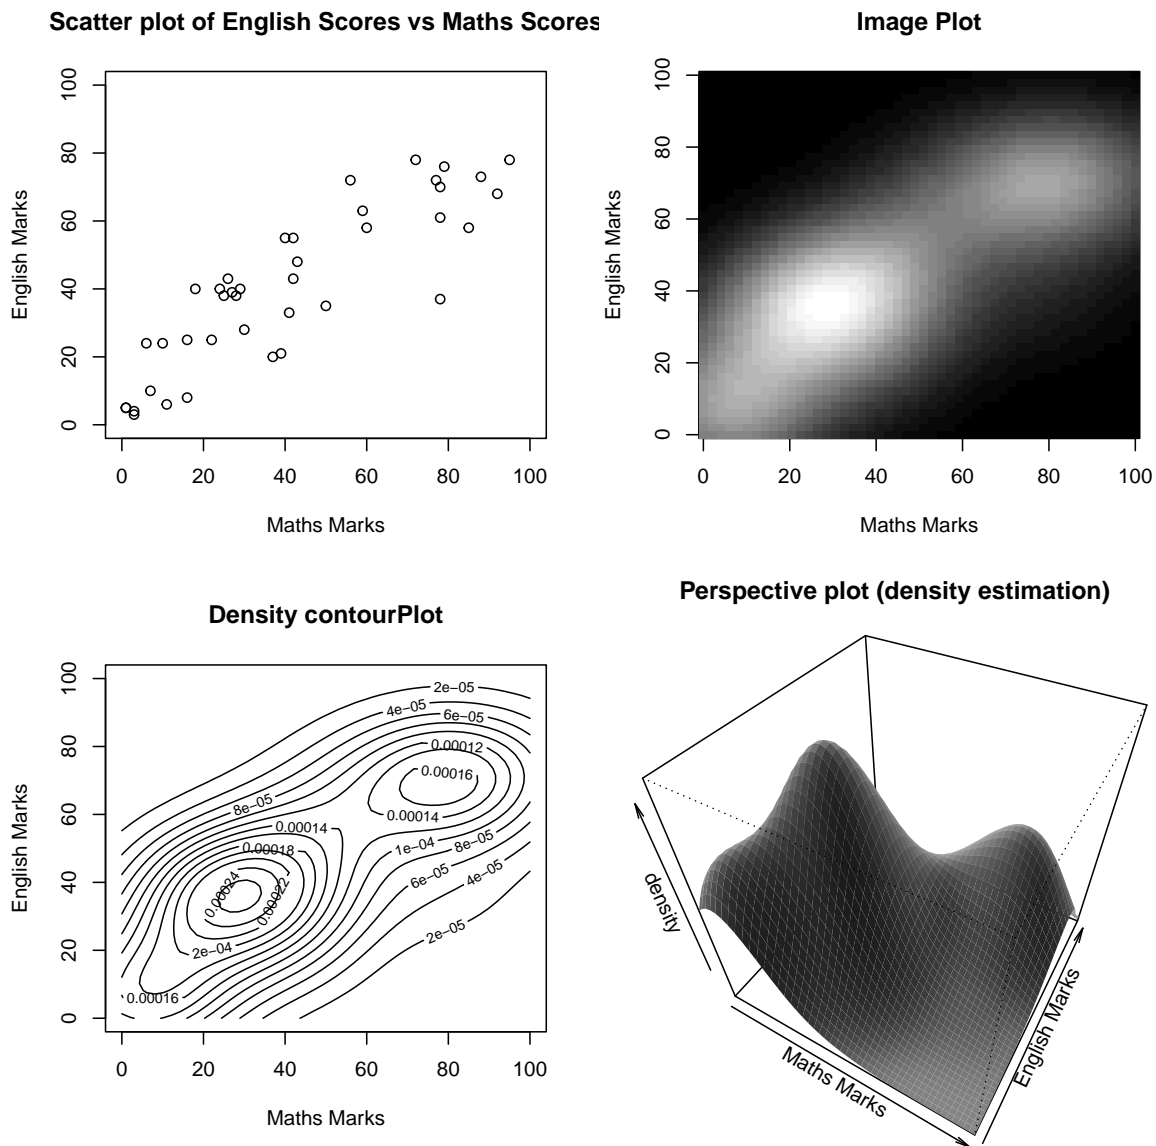 Scatter plot of English Scores vs Maths Scores
100
80
60
40
20
0
English Marks
0 20 40 60 80 100
Maths Marks
Image Plot
100
80
60
40
20
0
English Marks
0 20 40 60 80 100
Maths Marks
Density contourPlot
100
80
60
40
20
0
English Marks
2e−05
4e−05
6e−05
0.00012
0.00016
8e−05
0.00014
0.00014
0.00018
1e−04
8e−05
6e−05
4e−05
0.00024
0.00022
2e−04
2e−05
0.00016
0 20 40 60 80 100
Maths Marks
Perspective plot (density estimation)
density
Maths Marks
English Marks